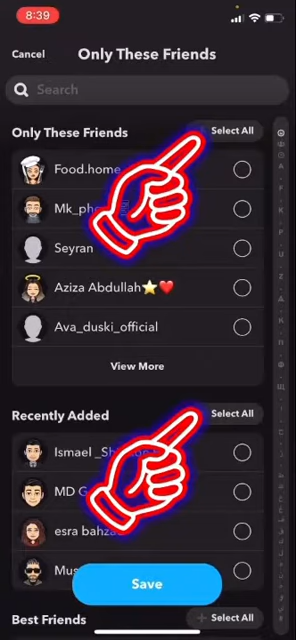 8:39
Cancel
Only These Friends
Search
Only These Friends
Select All
Food.home
Seyran
Aziza Abdullah⭐❤️
Ava_duski_official
View More
Recently Added
+ Select All
Ismael
MD
esra
Save
Best Friends
+ Select All